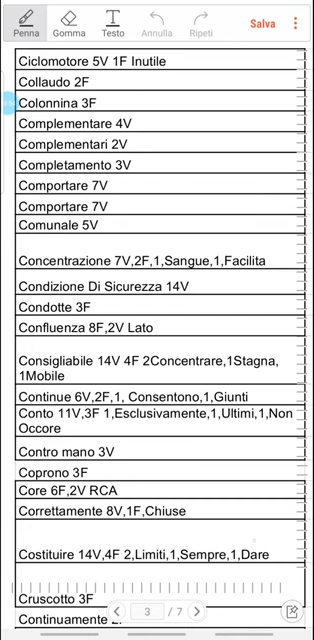 Penna
Gomma
Testo
Annulla
Ripeti
Salva
Ciclomotore 5V 1F Inutile
Collaudo 2F
Colonnina 3F
Complementare 4V
Complementari 2V
Completamento 3V
Comportare 7V
Comportare 7V
Comunale 5V
Concentrazione 7V,2F,1,Sangue,1,Facilita
Condizione Di Sicurezza 14V
Condotte 3F
Confluenza 8F,2V Lato
Consigliabile 14V 4F 2Concentrare,1Stagna,
1Mobile
Continue 6V,2F,1, Consentono,1,Giunti
Conto 11V,3F 1,Esclusivamente,1,Ultimi,1,Non
Occore
Contro mano 3V
Coprono 3F
Core 6F,2V RCA
Correttamente 8V,1F,Chiuse
Costituire 14V,4F 2,Limiti,1,Sempre,1,Dare
Cruscotto 3F
3 / 7
Continuamente